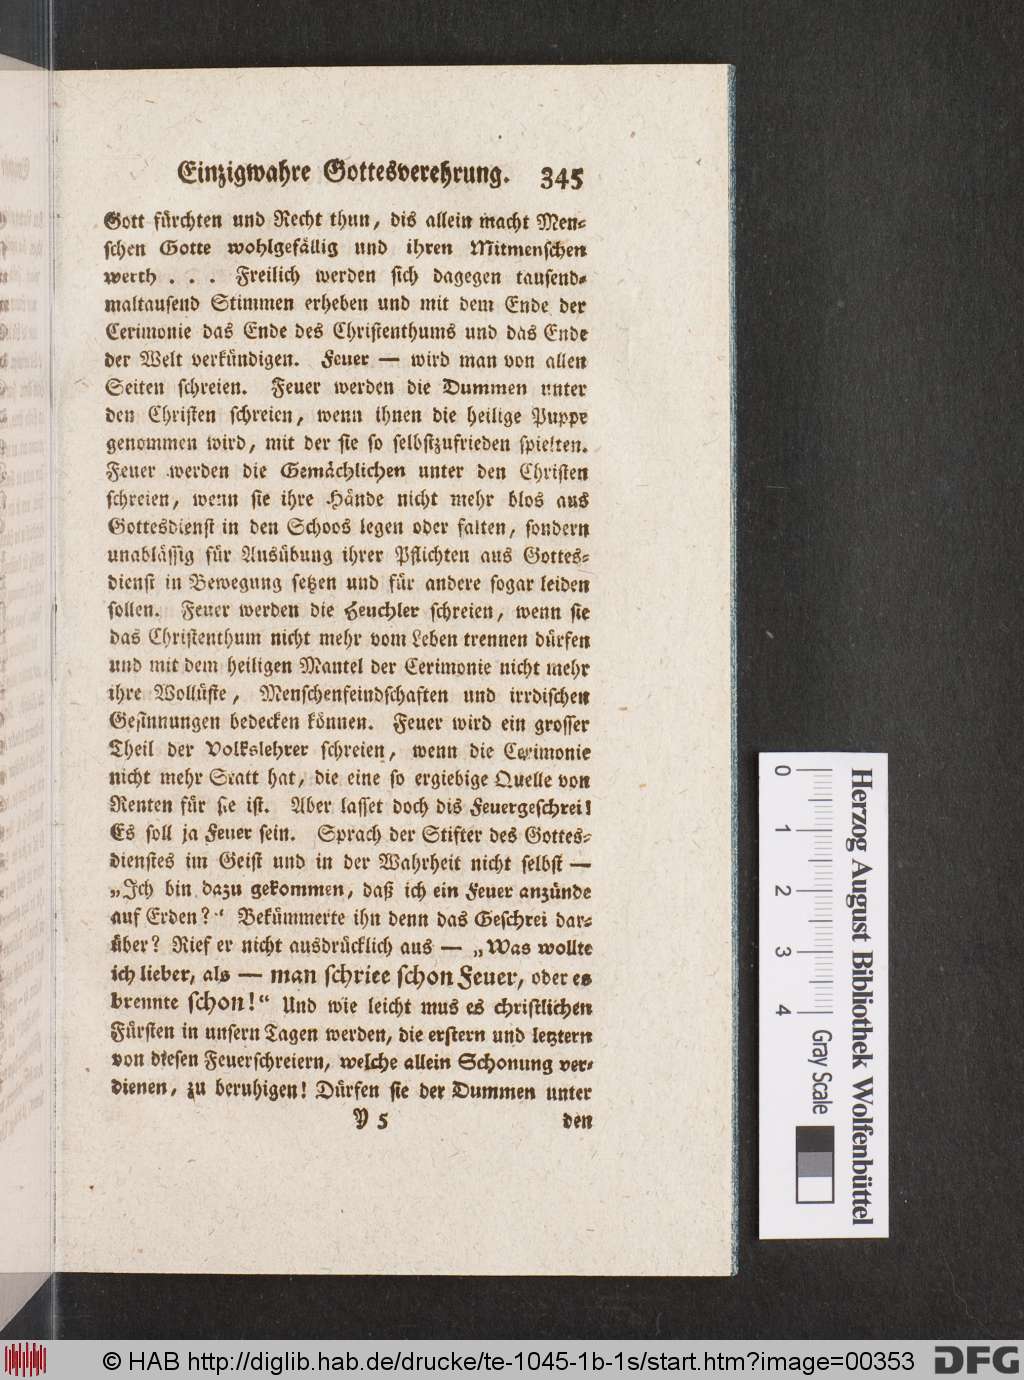 Einzigwahre Gottesverehrung. 345
Gott fürchten und Recht thun, dis allein macht Men-
schen Gotte wohlgefällig und ihren Mitmenschen
werth . . . Freilich werden sich dagegen tausend-
maltausend Stimmen erheben und mit dem Ende der
Cerimonie das Ende des Christenthums und das Ende
der Welt verkündigen. Feuer — wird man von allen
Seiten schreien. Feuer werden die Dummen unter
den Christen schreien, wenn ihnen die heilige Puppe
genommen wird, mit der sie so selbstzufrieden spielten.
Feuer werden die Gemächlichen unter den Christen
schreien, wenn sie ihre Hände nicht mehr blos aus
Gottesdienst in den Schoos legen oder falten, sondern
unablässig für Ausübung ihrer Pflichten aus Gottes-
dienst in Bewegung setzen und für andere sogar leiden
sollen. Feuer werden die Heuchler schreien, wenn sie
das Christenthum nicht mehr vom Leben trennen dürfen
und mit dem heiligen Mantel der Cerimonie nicht mehr
ihre Wollüste, Menschenfeindschaften und irrdischen
Gesinnungen bedecken können. Feuer wird ein grosser
Theil der Volkslehrer schreien, wenn die Cerimonie
nicht mehr Statt hat, die eine so ergiebige Quelle von
Renten für sie ist. Aber lasset doch dis Feuergeschrei!
Es soll ja Feuer sein. Sprach der Stifter des Gottes-
dienstes im Geist und in der Wahrheit nicht selbst —
„Ich bin dazu gekommen, daß ich ein Feuer anzünde
auf Erden?“ Bekümmerte ihn denn das Geschrei dar-
über? Rief er nicht ausdrücklich aus — „Was wollte
ich lieber, als — man schriee schon Feuer, oder es
brennte schon!“ Und wie leicht mus es christlichen
Fürsten in unsern Tagen werden, die erstern und letztern
von diesen Feuerschreiern, welche allein Schonung ver-
dienen, zu beruhigen! Dürfen sie der Dummen unter
Y 5 den
Herzog August Bibliothek Wolfenbüttel
0 1 2 3 4 Gray Scale
© HAB http://diglib.hab.de/drucke/te-1045-1b-1s/start.htm?image=00353 DFG